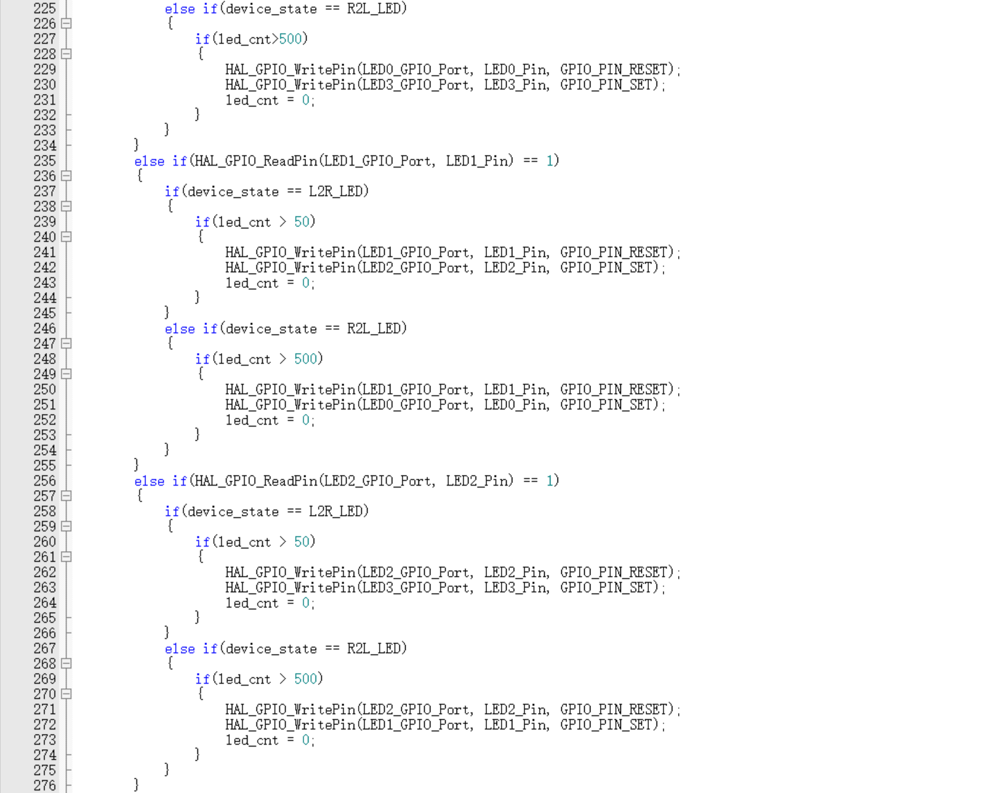 225 else if(device_state == R2L_LED)
226 {
227 if(led_cnt>500)
228 {
229 HAL_GPIO_WritePin(LED0_GPIO_Port, LED0_Pin, GPIO_PIN_RESET);
230 HAL_GPIO_WritePin(LED3_GPIO_Port, LED3_Pin, GPIO_PIN_SET);
231 led_cnt = 0;
232 }
233 }
234 }
235 else if(HAL_GPIO_ReadPin(LED1_GPIO_Port, LED1_Pin) == 1)
236 {
237 if(device_state == L2R_LED)
238 {
239 if(led_cnt > 50)
240 {
241 HAL_GPIO_WritePin(LED1_GPIO_Port, LED1_Pin, GPIO_PIN_RESET);
242 HAL_GPIO_WritePin(LED2_GPIO_Port, LED2_Pin, GPIO_PIN_SET);
243 led_cnt = 0;
244 }
245 }
246 else if(device_state == R2L_LED)
247 {
248 if(led_cnt > 500)
249 {
250 HAL_GPIO_WritePin(LED1_GPIO_Port, LED1_Pin, GPIO_PIN_RESET);
251 HAL_GPIO_WritePin(LED0_GPIO_Port, LED0_Pin, GPIO_PIN_SET);
252 led_cnt = 0;
253 }
254 }
255 }
256 else if(HAL_GPIO_ReadPin(LED2_GPIO_Port, LED2_Pin) == 1)
257 {
258 if(device_state == L2R_LED)
259 {
260 if(led_cnt > 50)
261 {
262 HAL_GPIO_WritePin(LED2_GPIO_Port, LED2_Pin, GPIO_PIN_RESET);
263 HAL_GPIO_WritePin(LED3_GPIO_Port, LED3_Pin, GPIO_PIN_SET);
264 led_cnt = 0;
265 }
266 }
267 else if(device_state == R2L_LED)
268 {
269 if(led_cnt > 500)
270 {
271 HAL_GPIO_WritePin(LED2_GPIO_Port, LED2_Pin, GPIO_PIN_RESET);
272 HAL_GPIO_WritePin(LED1_GPIO_Port, LED1_Pin, GPIO_PIN_SET);
273 led_cnt = 0;
274 }
275 }
276 }